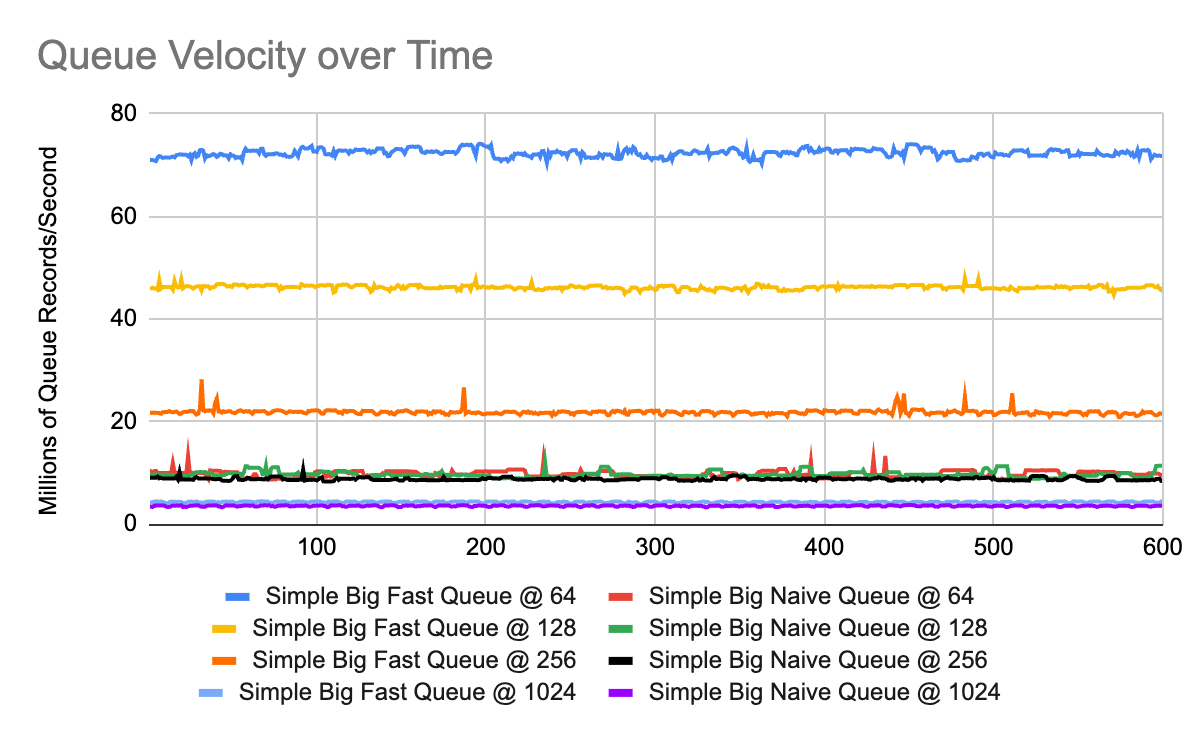 Queue Velocity over Time
Millions of Queue Records/Second
80
60
40
20
0
100 200 300 400 500 600
Simple Big Fast Queue @ 64 Simple Big Naive Queue @ 64
Simple Big Fast Queue @ 128 Simple Big Naive Queue @ 128
Simple Big Fast Queue @ 256 Simple Big Naive Queue @ 256
Simple Big Fast Queue @ 1024 Simple Big Naive Queue @ 1024